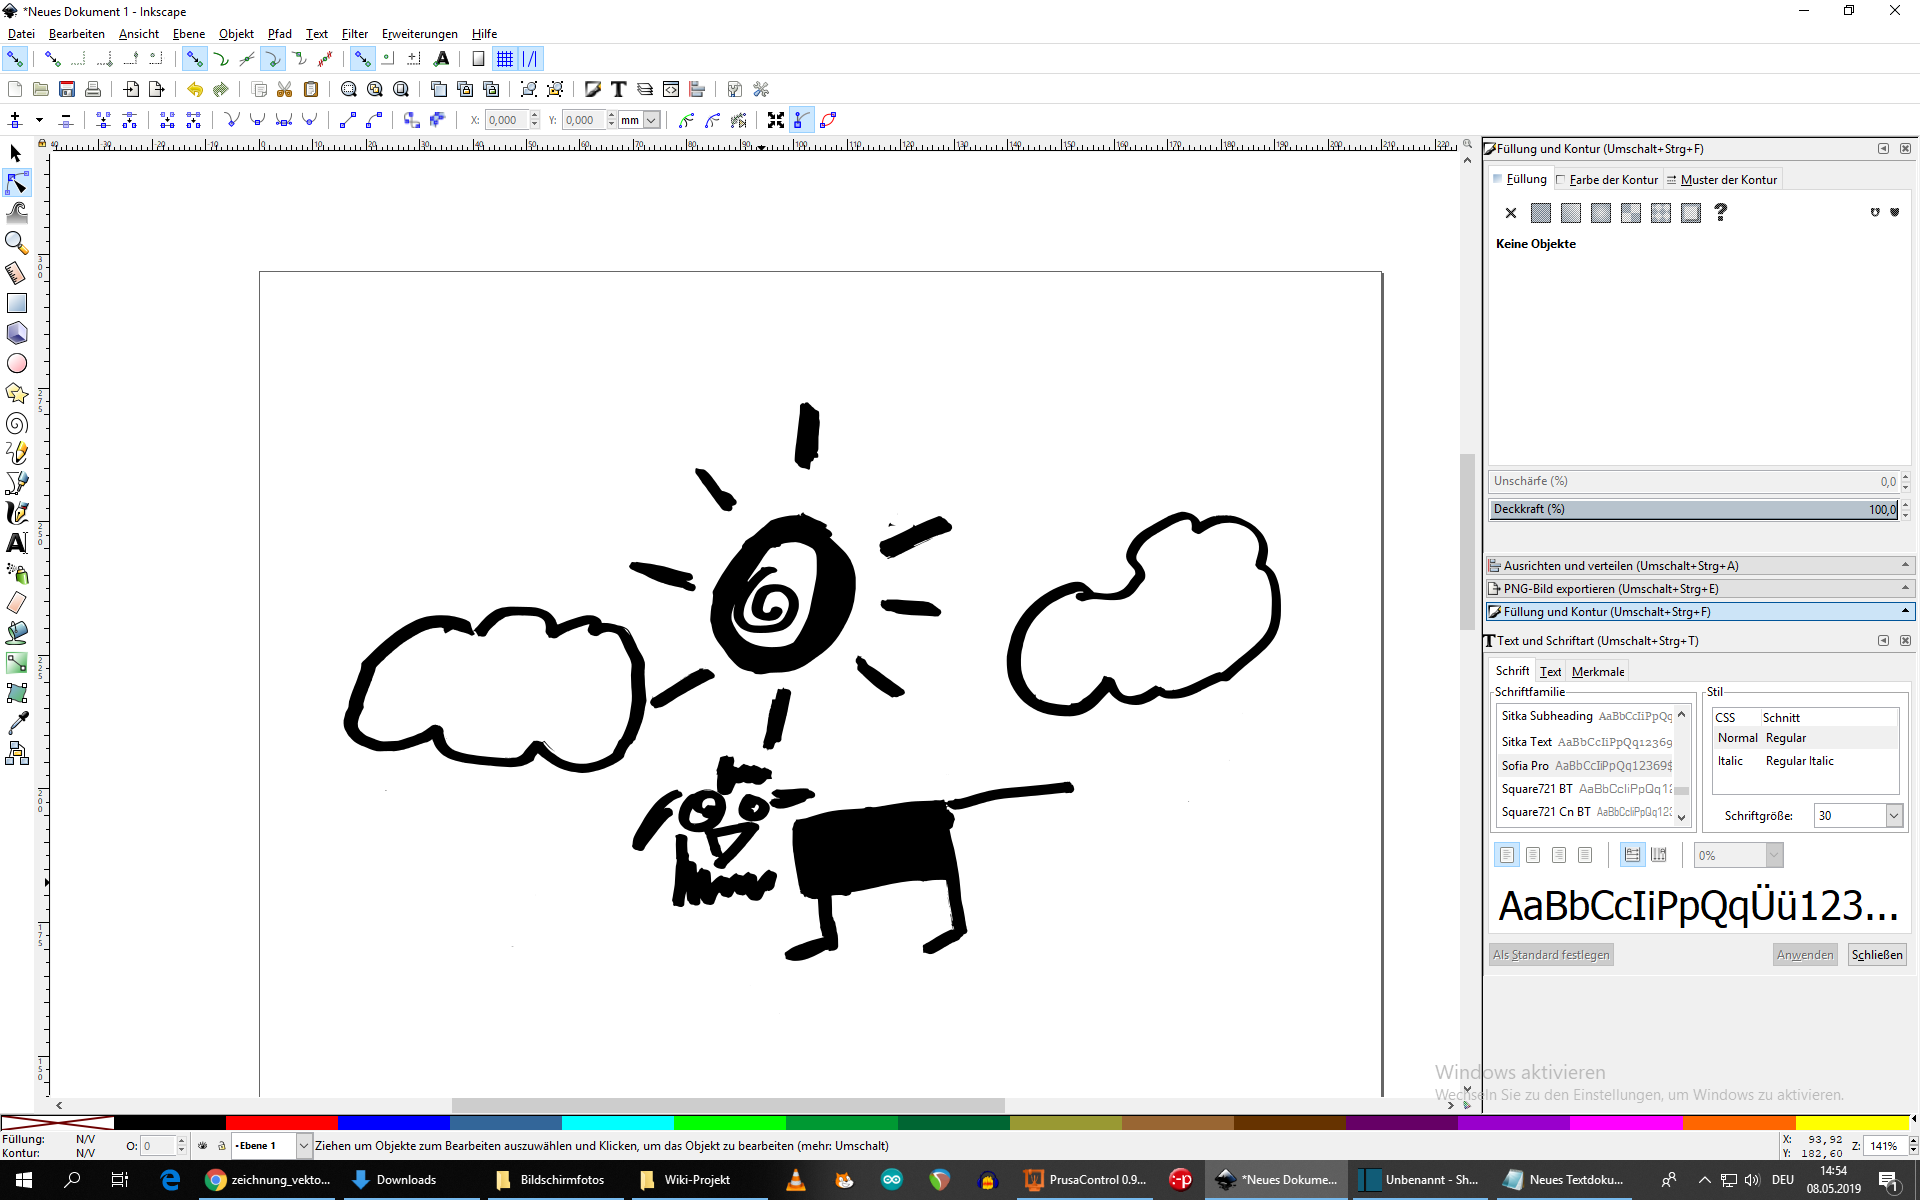 *Neues Dokument 1 - Inkscape
Datei Bearbeiten Ansicht Ebene Objekt Pfad Text Filter Erweiterungen Hilfe
X: 0,000 Y: 0,000 mm
Füllung und Kontur (Umschalt+Strg+F)
Füllung Farbe der Kontur Muster der Kontur
Keine Objekte
Unschärfe (%) 0,0
Deckkraft (%) 100,0
Ausrichten und verteilen (Umschalt+Strg+A)
PNG-Bild exportieren (Umschalt+Strg+E)
Füllung und Kontur (Umschalt+Strg+F)
Text und Schriftart (Umschalt+Strg+T)
Schrift Text Merkmale
Schriftfamilie
Sitka Subheading AaBbCcIiPpQq
Sitka Text AaBbCcIiPpQq12369
Sofia Pro AaBbCcIiPpQq12369$
Square721 BT AaBbCcIiPpQq12
Square721 Cn BT AaBbCcIiPpQq12
Stil
CSS Schnitt
Normal Regular
Italic Regular Italic
Schriftgröße: 30
0%
AaBbCcIiPpQqÜü123...
Als Standard festlegen Anwenden Schließen
Windows aktivieren
Wechseln Sie zu den Einstellungen, um Windows zu aktivieren.
Füllung: N/V
Kontur: N/V
O: 0
Ebene 1
Ziehen um Objekte zum Bearbeiten auszuwählen und Klicken, um das Objekt zu bearbeiten (mehr: Umschalt)
X: 93,92
Y: 182,60
Z: 141%
zeichnung_vekto... Downloads Bildschirmfotos Wiki-Projekt PrusaControl 0.9... *Neues Dokume... Unbenannt - Sh... Neues Textdoku... DEU
14:54
08.05.2019